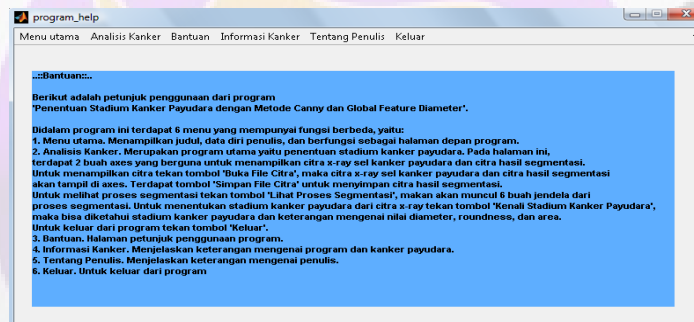 program_help
Menu utama Analisis Kanker Bantuan Informasi Kanker Tentang Penulis Keluar
..::Bantuan::..
Berikut adalah petunjuk penggunaan dari program
'Penentuan Stadium Kanker Payudara dengan Metode Canny dan Global Feature Diameter'.
Didalam program ini terdapat 6 menu yang mempunyai fungsi berbeda, yaitu:
1. Menu utama. Menampilkan judul, data diri penulis, dan berfungsi sebagai halaman depan program.
2. Analisis Kanker. Merupakan program utama yaitu penentuan stadium kanker payudara. Pada halaman ini,
terdapat 2 buah axes yang berguna untuk menampilkan citra x-ray sel kanker payudara dan citra hasil segmentasi.
Untuk menampilkan citra tekan tombol 'Buka File Citra', maka citra x-ray sel kanker payudara dan citra hasil segmentasi
akan tampil di axes. Terdapat tombol 'Simpan File Citra' untuk menyimpan citra hasil segmentasi.
Untuk melihat proses segmentasi tekan tombol 'Lihat Proses Segmentasi', makan akan muncul 6 buah jendela dari
proses segmentasi. Untuk menentukan stadium kanker payudara dari citra x-ray tekan tombol 'Kenali Stadium Kanker Payudara',
maka bisa diketahui stadium kanker payudara dan keterangan mengenai nilai diameter, roundness, dan area.
Untuk keluar dari program tekan tombol 'Keluar'.
3. Bantuan. Halaman petunjuk penggunaan program.
4. Informasi Kanker. Menjelaskan keterangan mengenai program dan kanker payudara.
5. Tentang Penulis. Menjelaskan keterangan mengenai penulis.
6. Keluar. Untuk keluar dari program